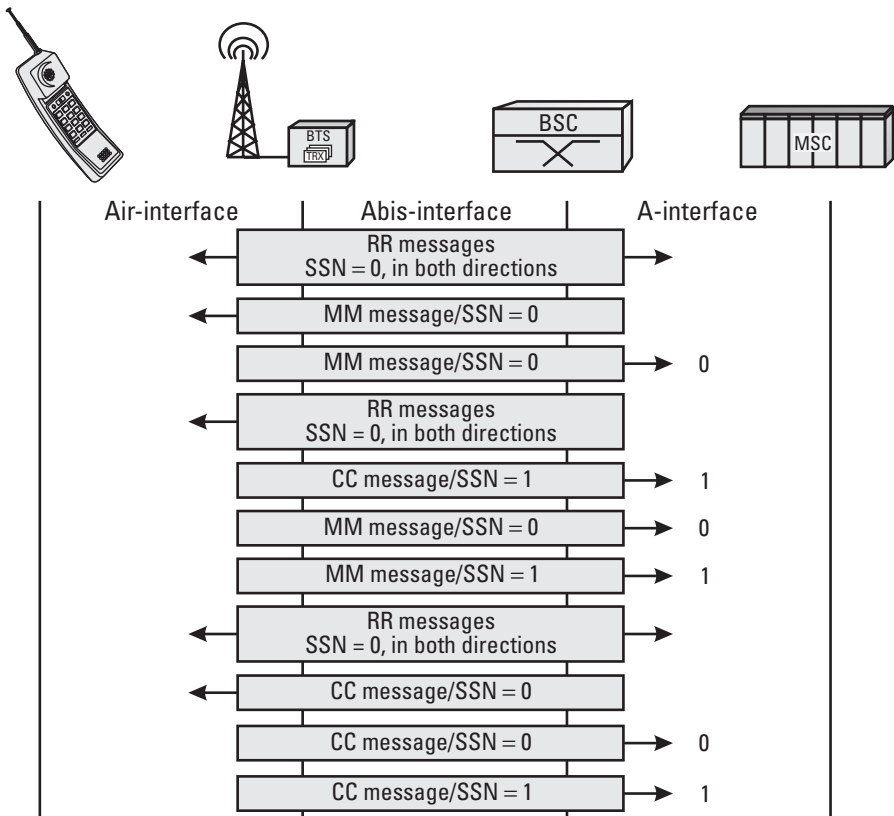 BTS
TRX
BSC
MSC
Air-interface
Abis-interface
A-interface
RR messages
SSN = 0, in both directions
MM message/SSN = 0
MM message/SSN = 0
0
RR messages
SSN = 0, in both directions
CC message/SSN = 1
1
MM message/SSN = 0
0
MM message/SSN = 1
1
RR messages
SSN = 0, in both directions
CC message/SSN = 0
CC message/SSN = 0
0
CC message/SSN = 1
1